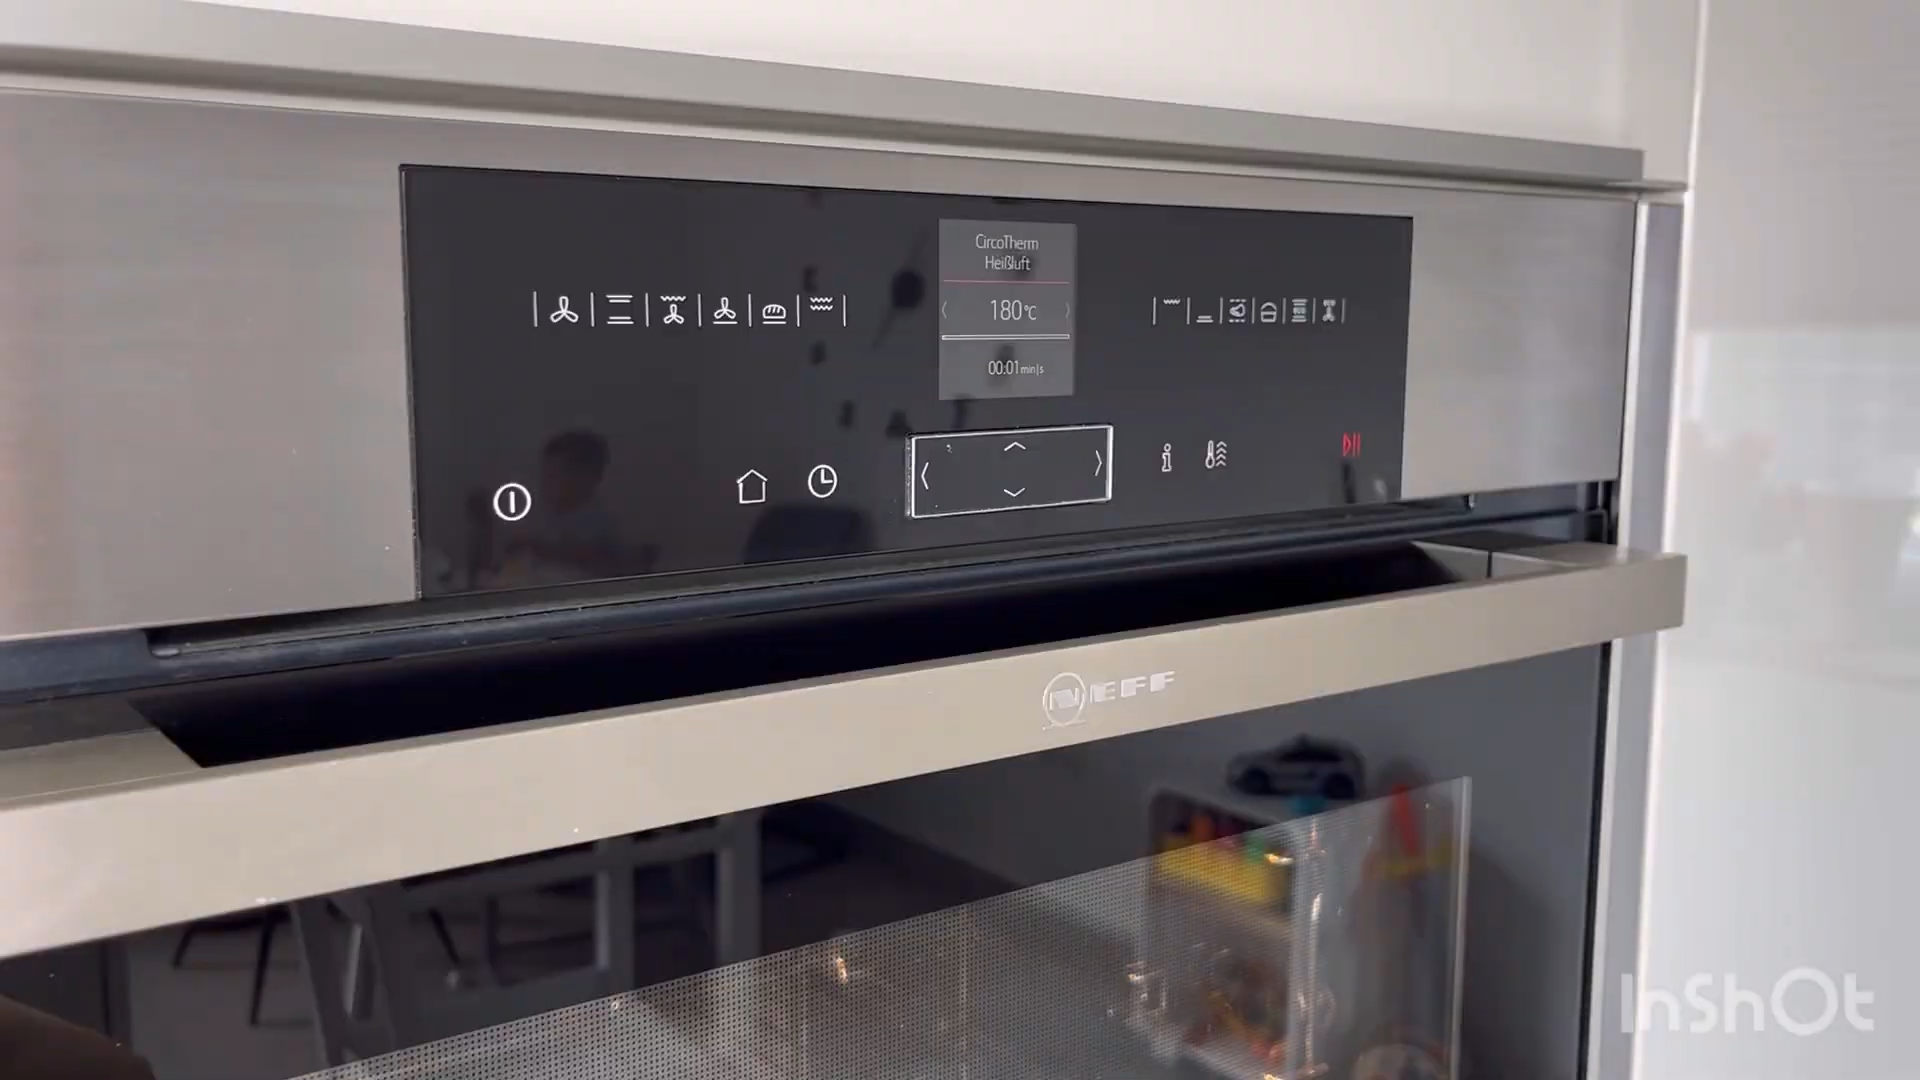 CircoTherm
Heißluft
180°C
00:01 min|s
NEFF
InShOt